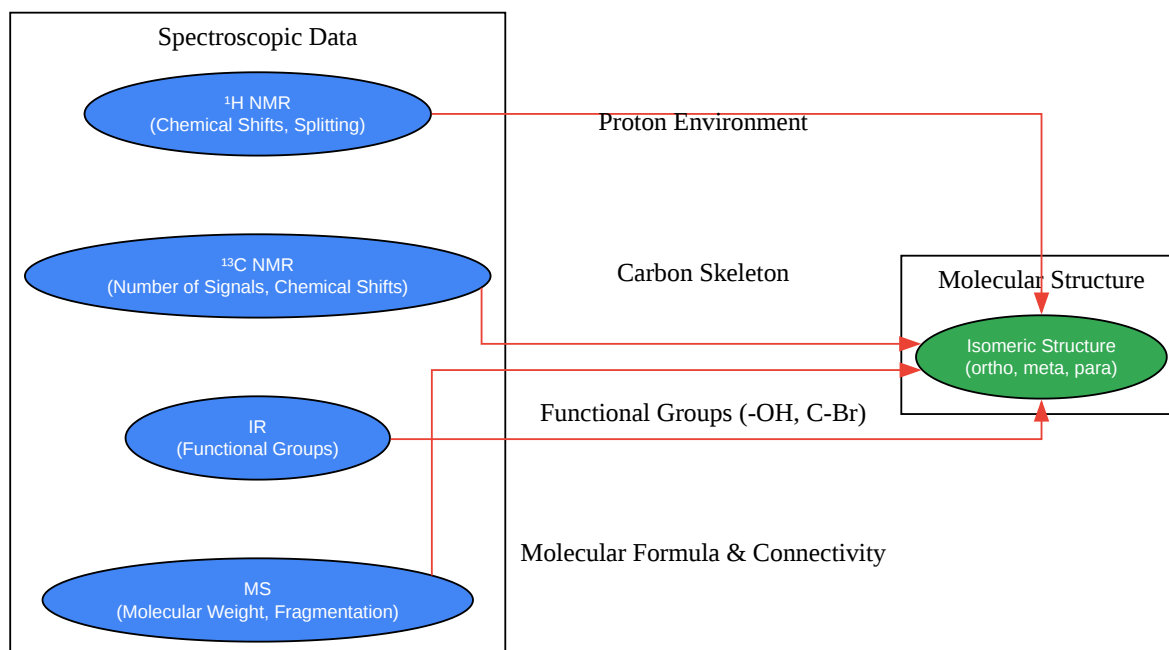 Spectroscopic Data
¹H NMR
(Chemical Shifts, Splitting)
Proton Environment
¹³C NMR
(Number of Signals, Chemical Shifts)
Carbon Skeleton
Molecular Structure
Isomeric Structure
(ortho, meta, para)
IR
(Functional Groups)
Functional Groups (-OH, C-Br)
MS
(Molecular Weight, Fragmentation)
Molecular Formula & Connectivity